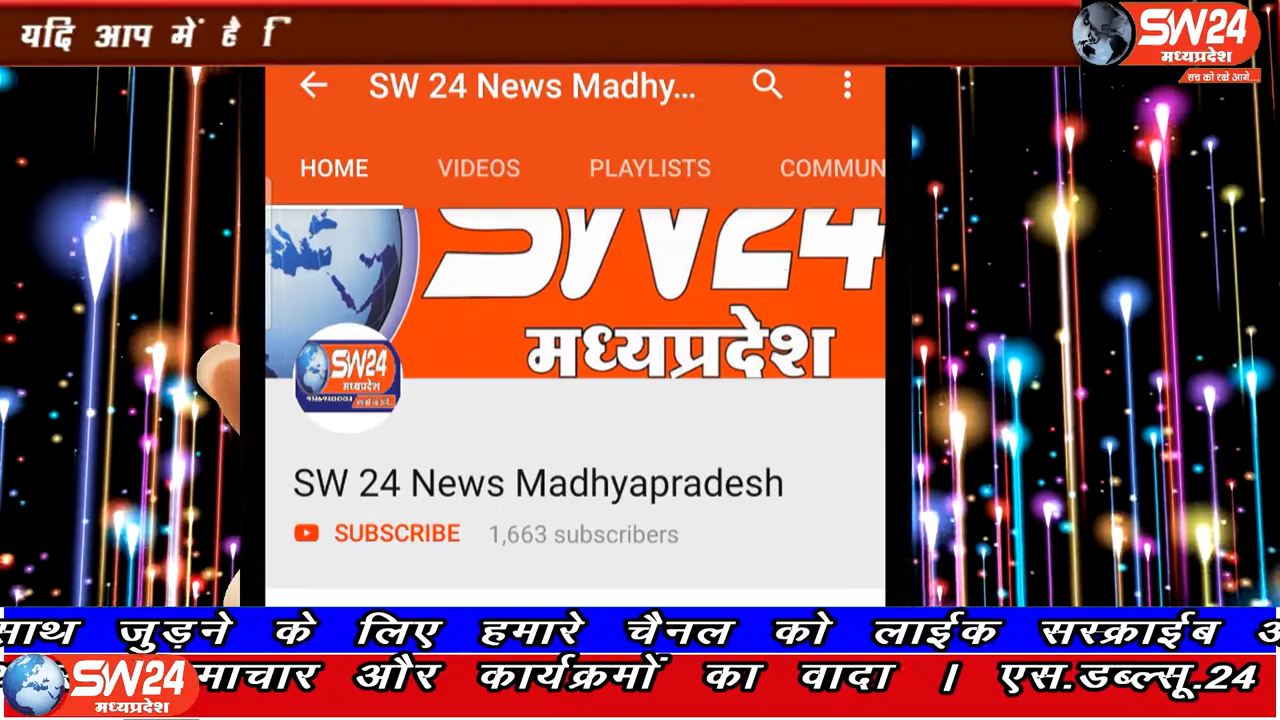 यदि आप में है
SW24
मध्यप्रदेश
सच को रखे आगे...
SW 24 News Madhy...
HOME VIDEOS PLAYLISTS COMMUN
SW24
मध्यप्रदेश
SW24
मध्यप्रदेश
SW 24 News Madhyapradesh
SUBSCRIBE 1,663 subscribers
साथ जुड़ने के लिए हमारे चैनल को लाईक सस्क्राईब
माचार और कार्यक्रमों का वादा । एस.डब्ल्सू.24
SW24
मध्यप्रदेश